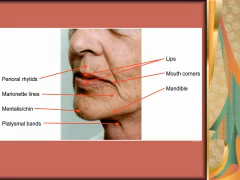 Lips
Mouth corners
Mandible
Perioral rhytids
Marionette lines
Mentalis/chin
Platysmal bands